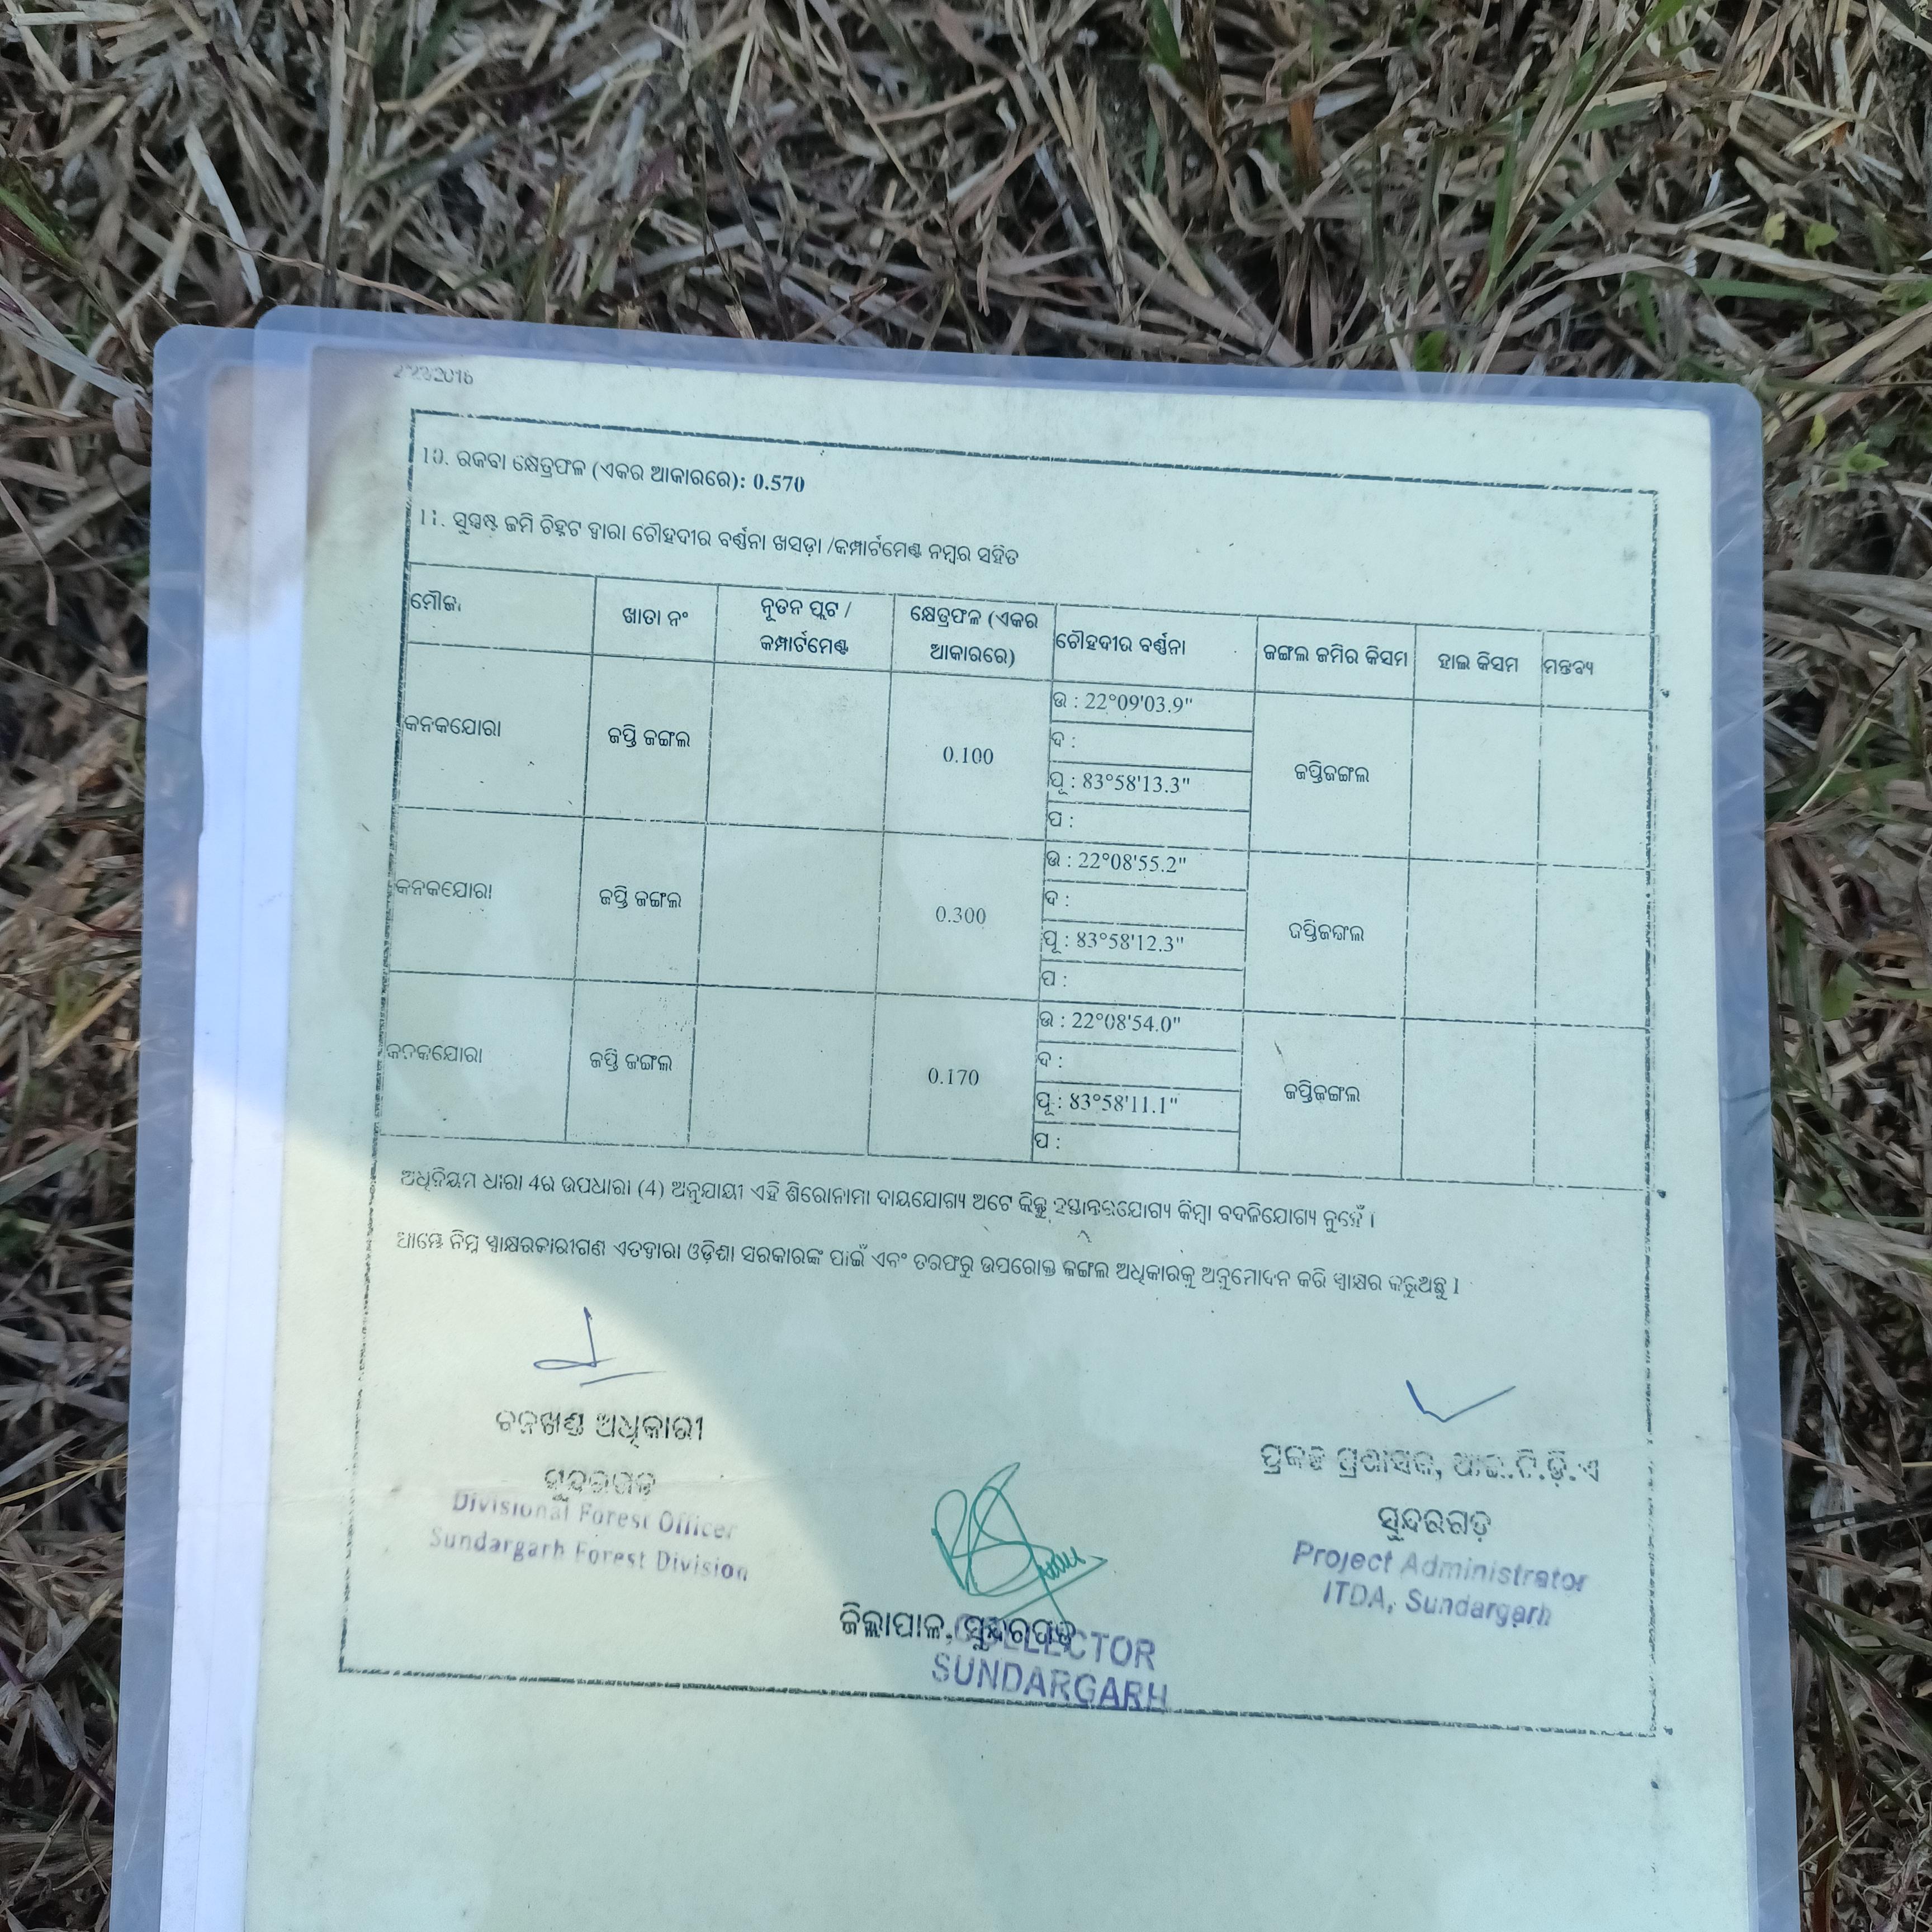 10. ରକବା କ୍ଷେତ୍ରଫଳ (ଏକର ଆକାରରେ): 0.570
11. ସୁସ୍ପଷ୍ଟ ଜମି ଚିହ୍ନଟ ଦ୍ୱାରା ଚୌହଦୀର ବର୍ଣ୍ଣନା ଖସଡ଼ା /କମ୍ପାର୍ଟମେଣ୍ଟ ନମ୍ବର ସହିତ
ମୌଜା ଖାତା ନଂ ନୂତନ ପ୍ଲଟ / କମ୍ପାର୍ଟମେଣ୍ଟ କ୍ଷେତ୍ରଫଳ (ଏକର ଆକାରରେ) ଚୌହଦୀର ବର୍ଣ୍ଣନା ଜଙ୍ଗଲ ଜମିର କିସମ ହାଲ କିସମ ମନ୍ତବ୍ୟ
କନକଯୋରା ଜପ୍ତି ଜଙ୍ଗଲ 0.100 ଉ : 22°09'03.9" ଜପ୍ତିଜଙ୍ଗଲ
ଦ :
ପୂ : 83°58'13.3"
ପ :
କନକଯୋରା ଜପ୍ତି ଜଙ୍ଗଲ 0.300 ଉ : 22°08'55.2" ଜପ୍ତିଜଙ୍ଗଲ
ଦ :
ପୂ : 83°58'12.3"
ପ :
କନକଯୋରା ଜପ୍ତି ଜଙ୍ଗଲ 0.170 ଉ : 22°08'54.0" ଜପ୍ତିଜଙ୍ଗଲ
ଦ :
ପୂ : 83°58'11.1"
ପ :
ଅଧିନିୟମ ଧାରା 4ର ଉପଧାରା (4) ଅନୁଯାୟୀ ଏହି ଶିରୋନାମା ଦାୟଯୋଗ୍ୟ ଅଟେ କିନ୍ତୁ ହସ୍ତାନ୍ତରଯୋଗ୍ୟ କିମ୍ବା ବଦଳିଯୋଗ୍ୟ ନୁହେଁ ।
ଆମ୍ଭେ ନିମ୍ନ ସ୍ୱାକ୍ଷରକାରୀଗଣ ଏତଦ୍ୱାରା ଓଡ଼ିଶା ସରକାରଙ୍କ ପାଇଁ ଏବଂ ତରଫରୁ ଉପରୋକ୍ତ ଜଙ୍ଗଲ ଅଧିକାରକୁ ଅନୁମୋଦନ କରି ସ୍ୱାକ୍ଷର କରୁଅଛୁ ।
ବନଖଣ୍ଡ ଅଧିକାରୀ
ସୁନ୍ଦରଗଡ଼
Divisional Forest Officer
Sundargarh Forest Division
ପ୍ରକଳ୍ପ ପ୍ରଶାସକ, ଆଇ.ଟି.ଡ଼ି.ଏ
ସୁନ୍ଦରଗଡ଼
Project Administrator
ITDA, Sundargarh
ଜିଲ୍ଲାପାଳ, ସୁନ୍ଦରଗଡ଼
COLLECTOR
SUNDARGARH